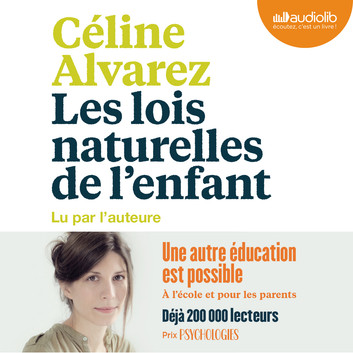 audiolib
écoutez, c'est un livre !
Céline
Alvarez
Les lois
naturelles
de l'enfant
Lu par l'auteure
Une autre éducation
est possible
À l'école et pour les parents
Déjà 200 000 lecteurs
Prix PSYCHOLOGIES